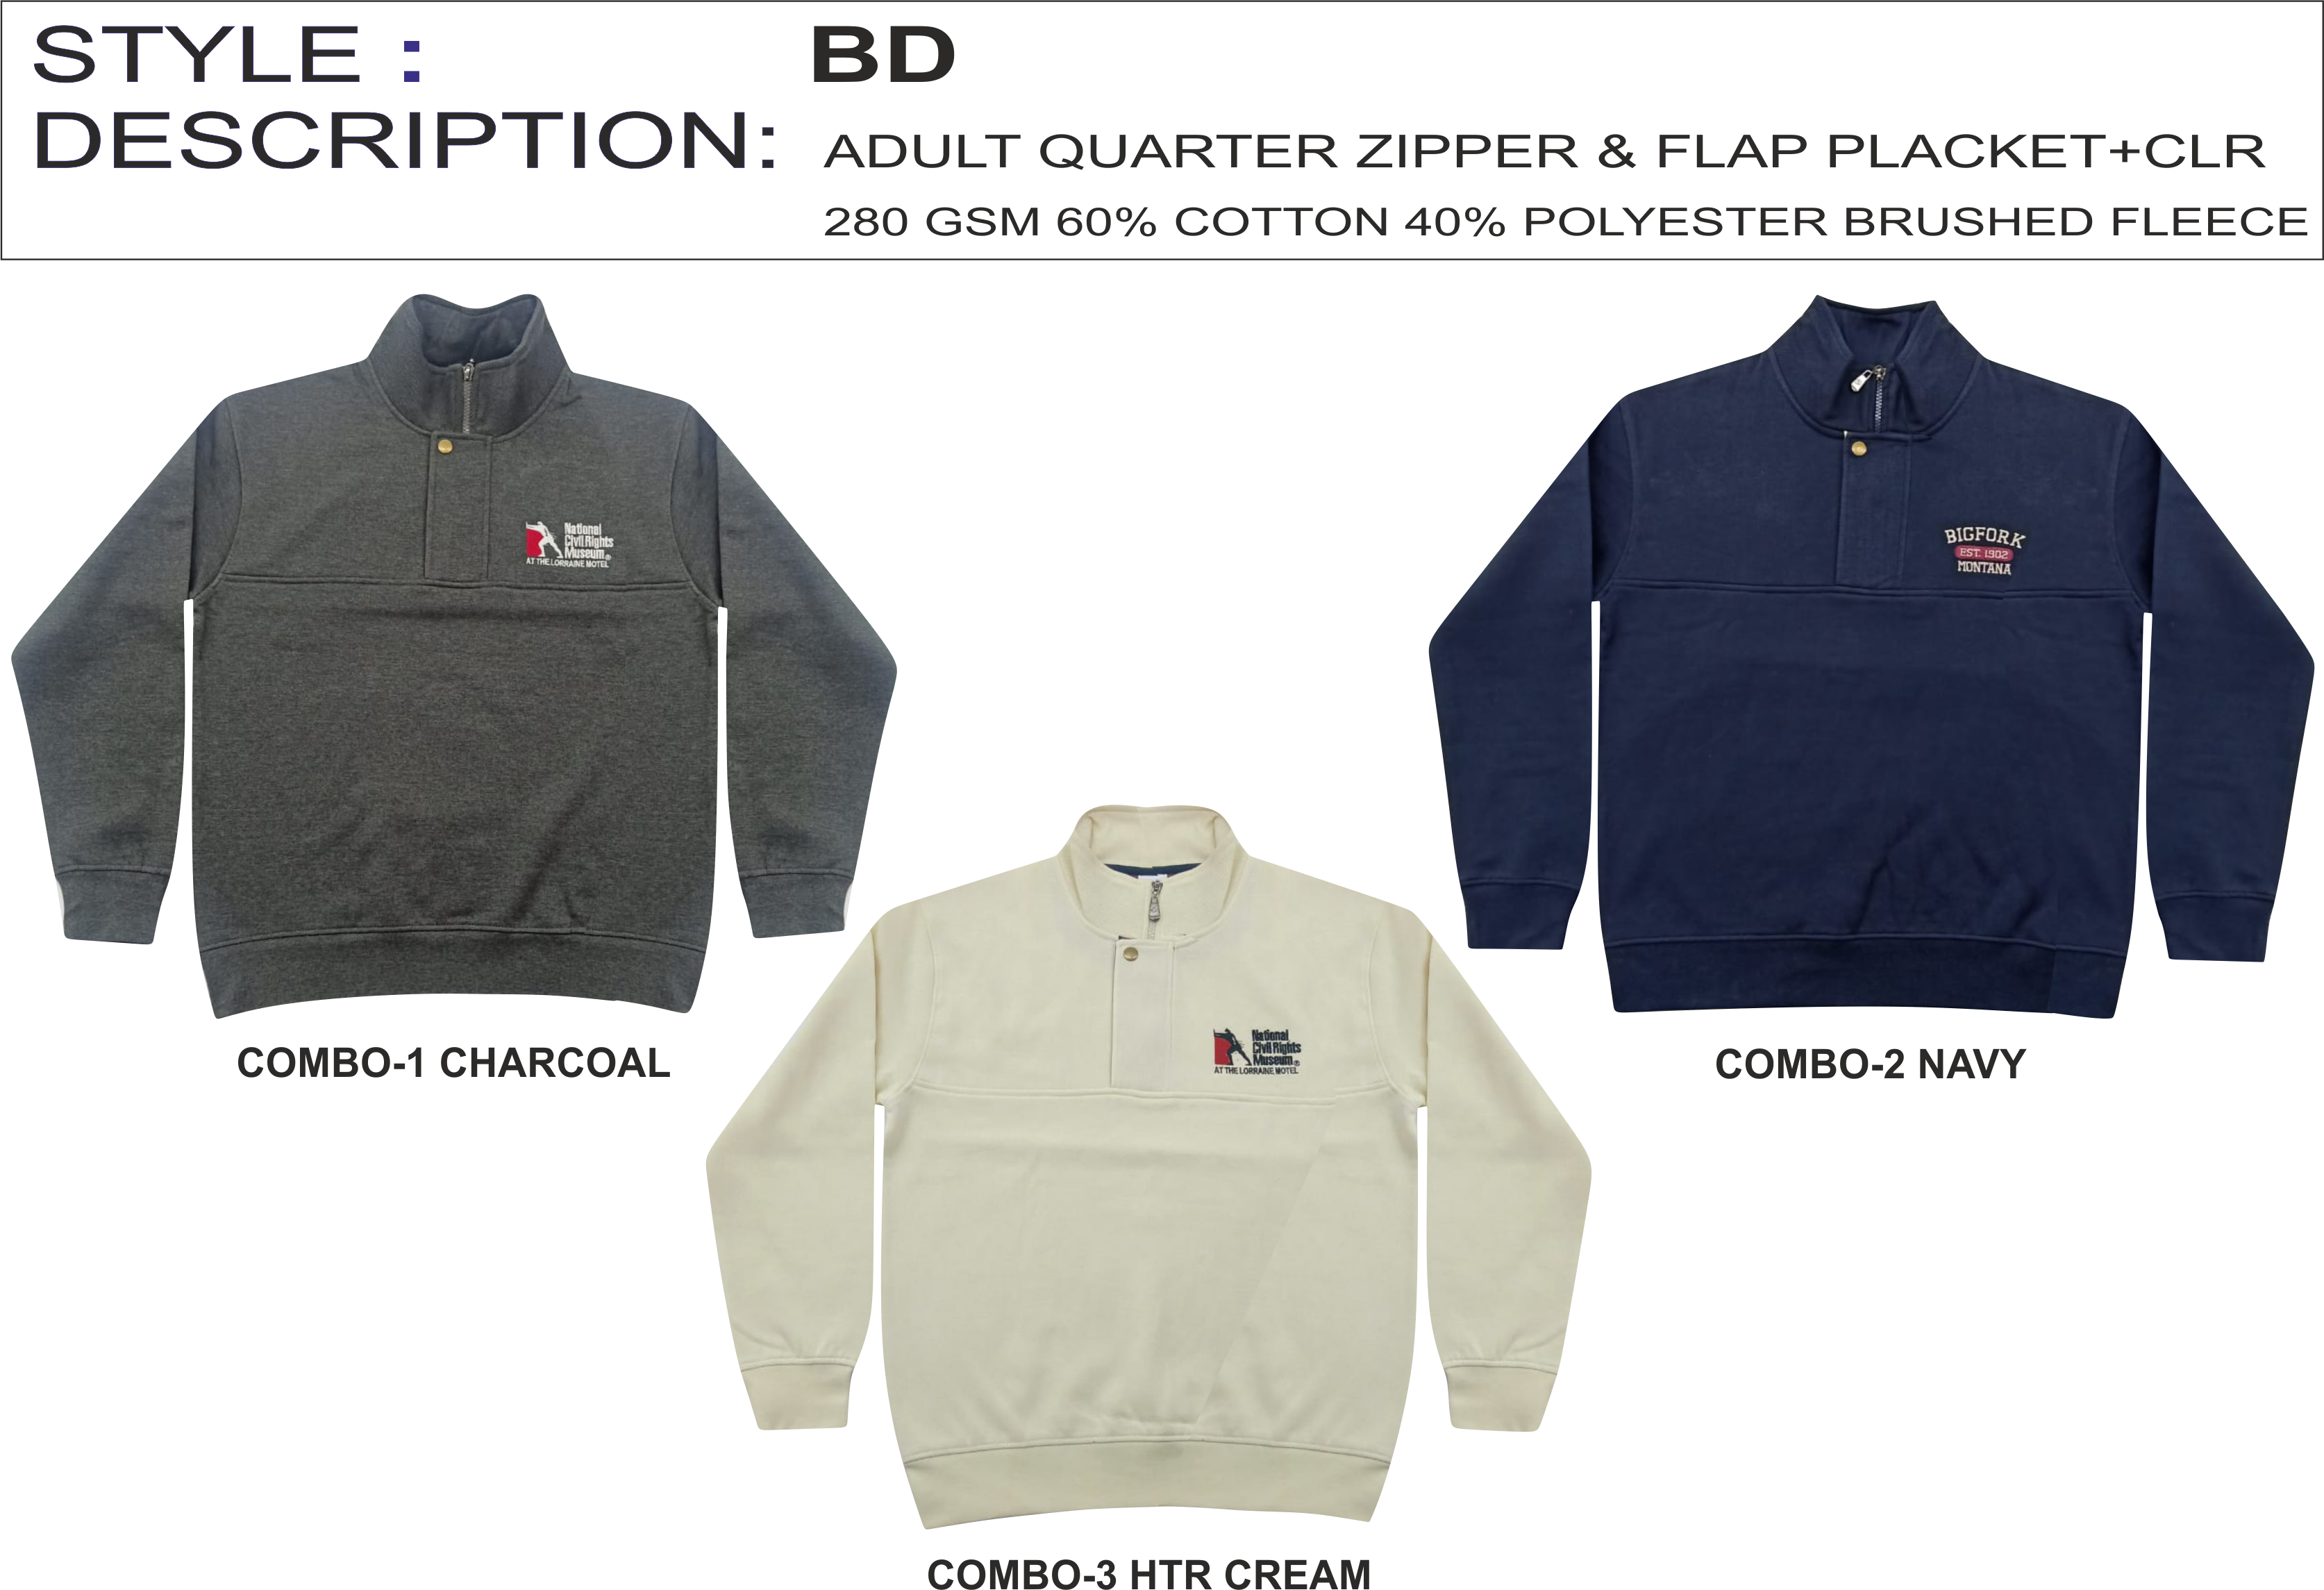 STYLE : BD
DESCRIPTION: ADULT QUARTER ZIPPER & FLAP PLACKET+CLR
280 GSM 60% COTTON 40% POLYESTER BRUSHED FLEECE
National
Civil Rights
Museum®
AT THE LORRAINE MOTEL
BIGFORK
EST. 1902
MONTANA
COMBO-1 CHARCOAL
COMBO-2 NAVY
National
Civil Rights
Museum®
AT THE LORRAINE MOTEL
COMBO-3 HTR CREAM